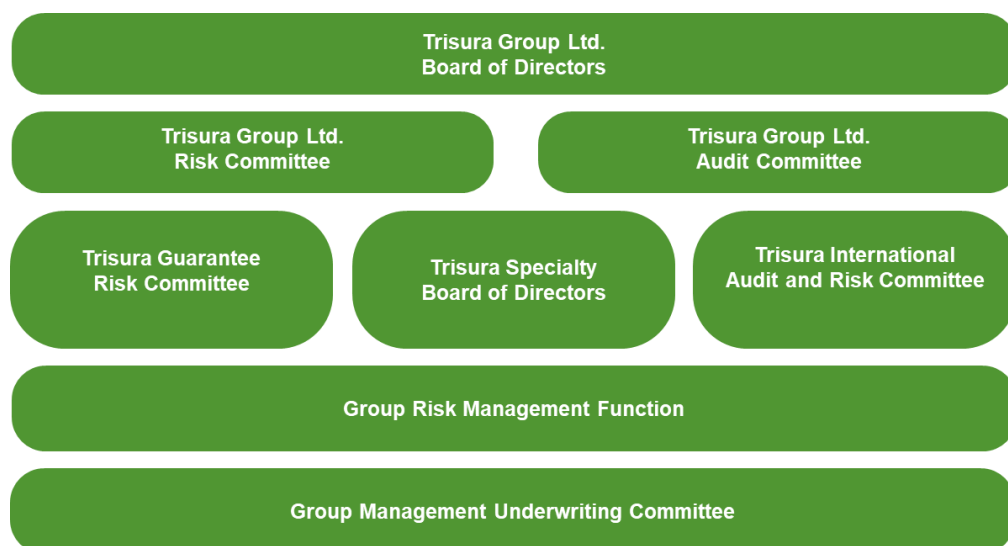 Trisura Group Ltd.
Board of Directors
Trisura Group Ltd.
Risk Committee
Trisura Group Ltd.
Audit Committee
Trisura Guarantee
Risk Committee
Trisura Specialty
Board of Directors
Trisura International
Audit and Risk Committee
Group Risk Management Function
Group Management Underwriting Committee